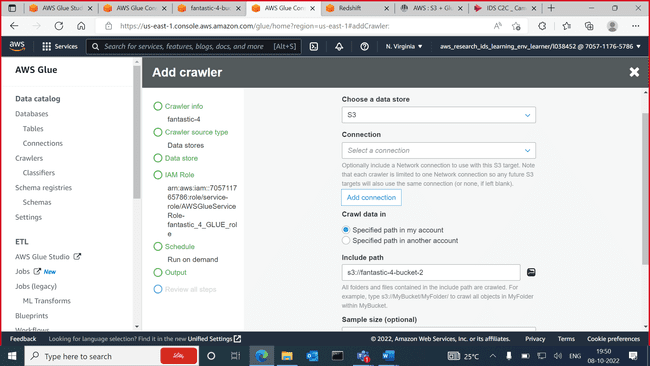 AWS Glue Stud
AWS Glue Con
fantastic-4-bu
AWS Glue Con
Redshift
AWS : S3 + Gl
IDS C2C _ Fan
https://us-east-1.console.aws.amazon.com/glue/home?region=us-east-1#addCrawler:
aws
Services
Search for services, features, blogs, docs, and more
[Alt+S]
N. Virginia
aws_research_ids_learning_env_learner/l038452 @ 7057-1176-5786
AWS Glue
Data catalog
Databases
Tables
Connections
Crawlers
Classifiers
Schema registries
Schemas
Settings
ETL
AWS Glue Studio
Jobs New
Jobs (legacy)
ML Transforms
Blueprints
Workflows
Add crawler
Crawler info
fantastic-4
Crawler source type
Data stores
Data store
IAM Role
arn:aws:iam::7057117
65786:role/service-
role/AWSGlueService
Role-
fantastic_4_GLUE_rol
e
Schedule
Run on demand
Output
Review all steps
Choose a data store
S3
Connection
Select a connection
Optionally include a Network connection to use with this S3 target. Note
that each crawler is limited to one Network connection so any future S3
targets will also use the same connection (or none, if left blank).
Add connection
Crawl data in
Specified path in my account
Specified path in another account
Include path
s3://fantastic-4-bucket-2
All folders and files contained in the include path are crawled. For
example, type s3://MyBucket/MyFolder/ to crawl all objects in MyFolder
within MyBucket.
Sample size (optional)
Feedback
Looking for language selection? Find it in the new Unified Settings
© 2022, Amazon Web Services, Inc. or its affiliates.
Privacy
Terms
Cookie preferences
Type here to search
25°C
ENG
19:50
08-10-2022